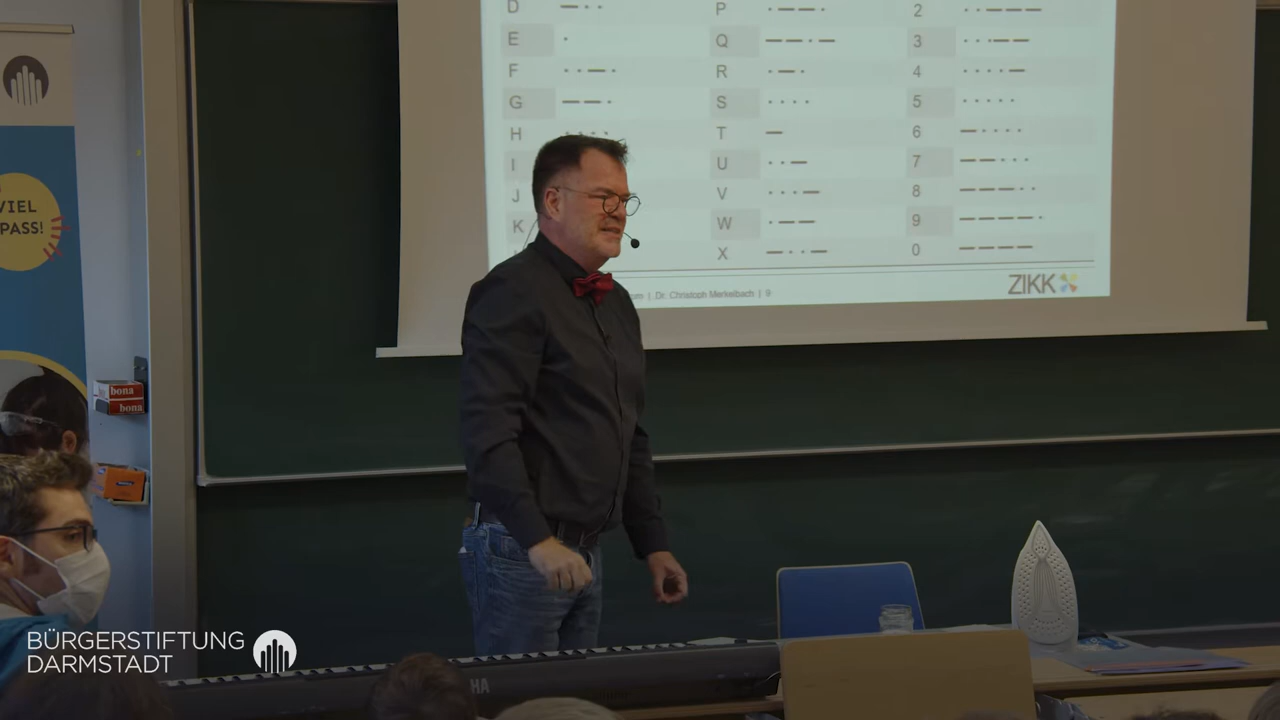 D —·· P ·——· 2 ··———
E · Q ——·— 3 ···——
F ··—· R ·—· 4 ····—
G ——· S ···· 5 ·····
H ···· T — 6 —····
I U ··— 7 ——···
J V ···— 8 ———··
K W ·—— 9 ————·
X —··— 0 ————
| Dr. Christoph Merkelbach | 9
ZIKK
VIEL
PASS!
bona
bona
HA
BÜRGERSTIFTUNG
DARMSTADT